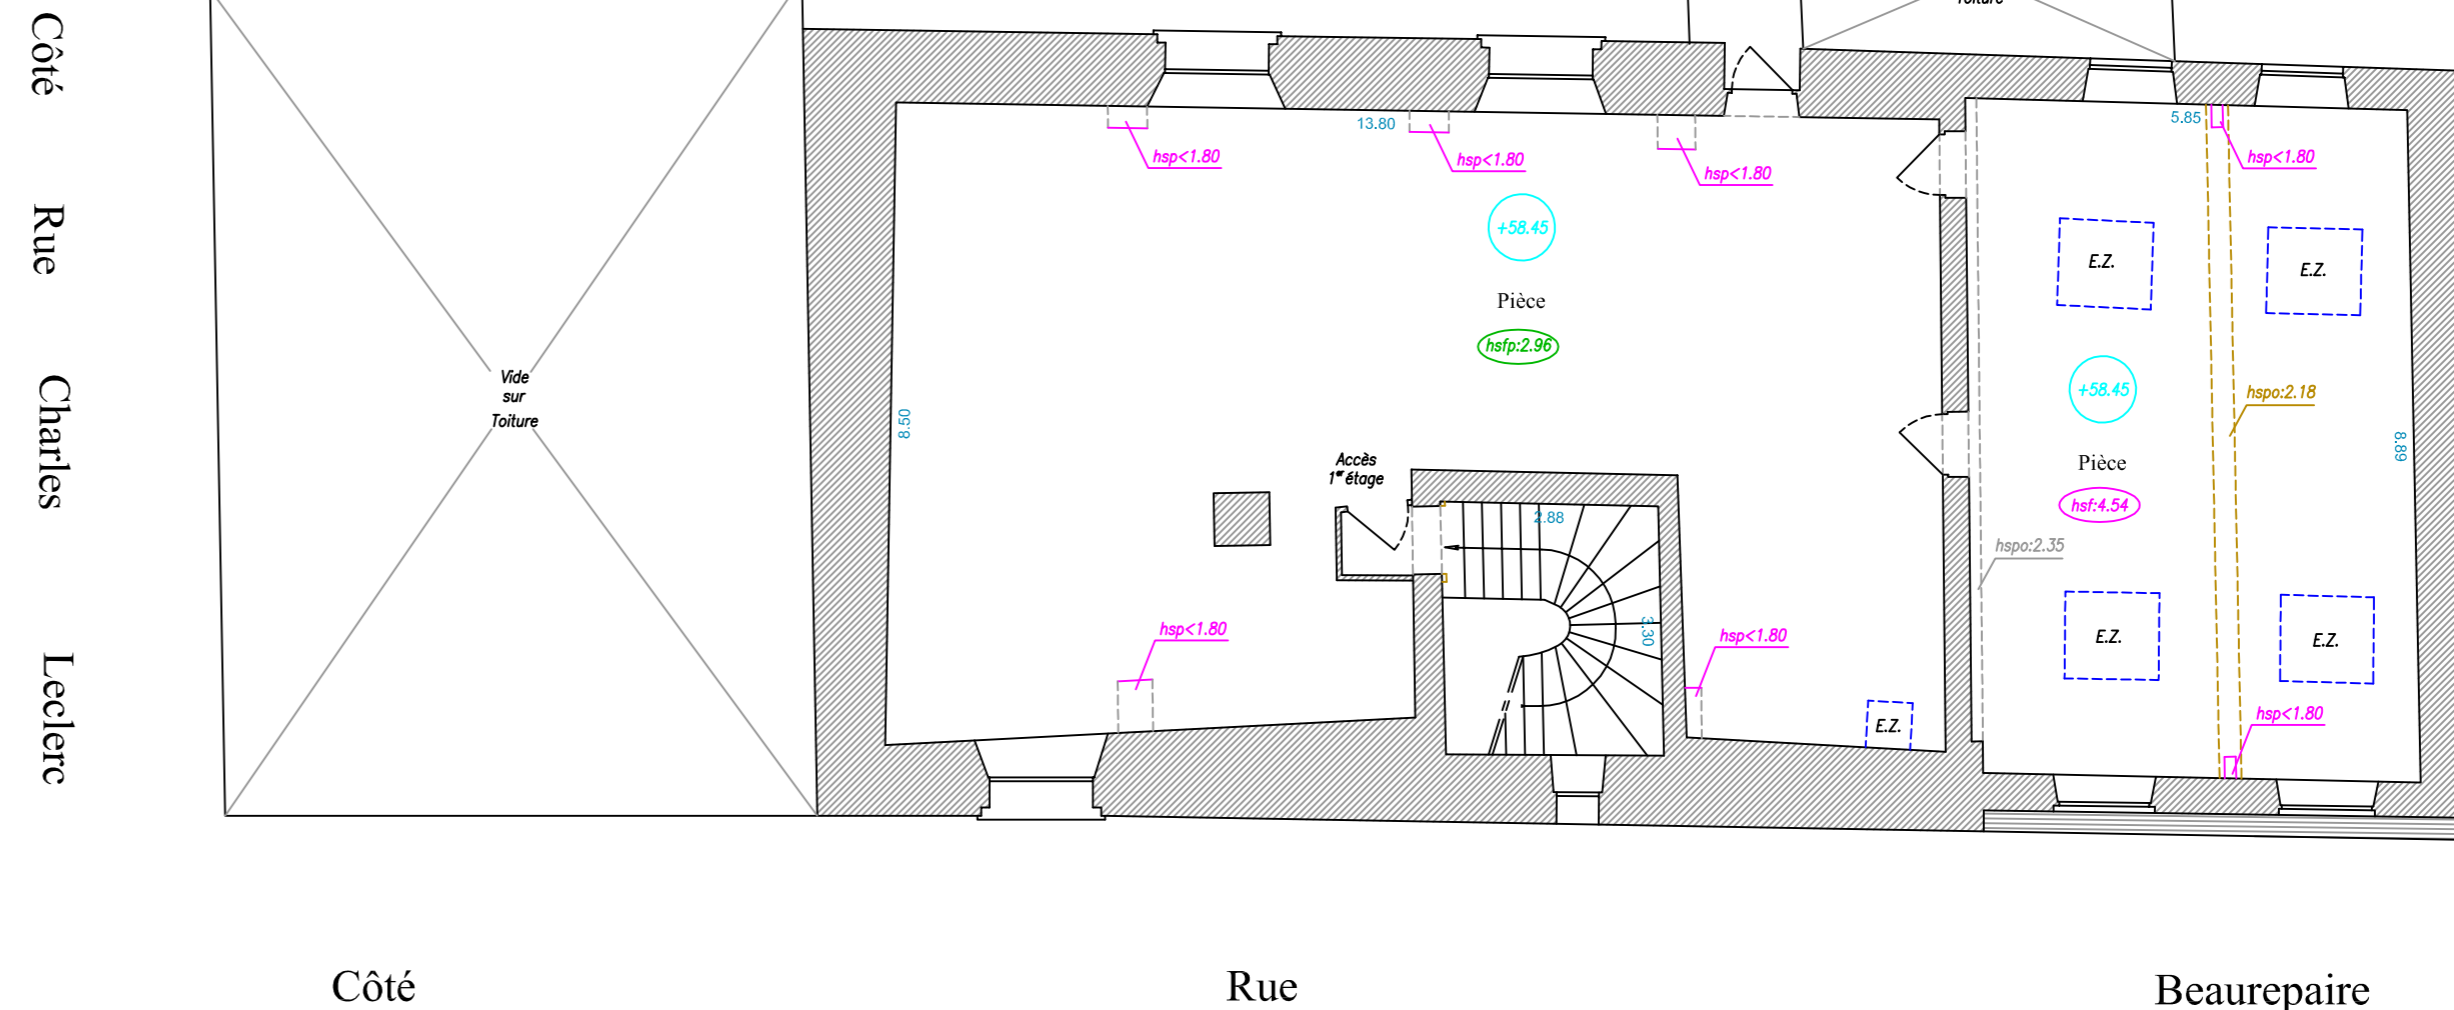 Toiture
Côté
Rue
Charles
Leclerc
Vide
sur
Toiture
13.80
5.85
hsp<1.80
hsp<1.80
hsp<1.80
hsp<1.80
+58.45
Pièce
hsfp:2.96
E.Z.
E.Z.
+58.45
hspo:2.18
8.50
8.89
Pièce
hsf:4.54
Accès
1er étage
2.88
hspo:2.35
3.30
hsp<1.80
hsp<1.80
E.Z.
E.Z.
hsp<1.80
E.Z.
Côté
Rue
Beaurepaire